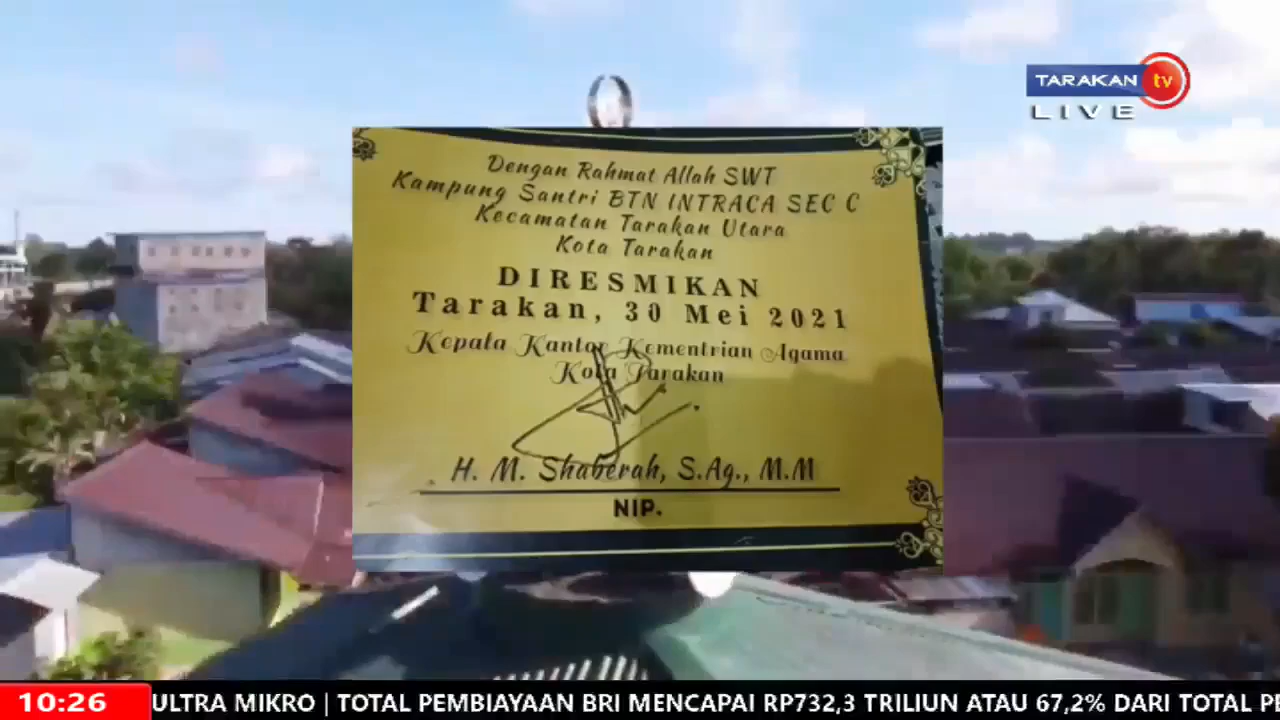 TARAKAN tv
LIVE
Dengan Rahmat Allah SWT
Kampung Santri BTN INTRACA SEC C
Kecamatan Tarakan Utara
Kota Tarakan
DIRESMIKAN
Tarakan, 30 Mei 2021
Kepala Kantor Kementrian Agama
Kota Tarakan
H. M. Shaberah, S.Ag., M.M
NIP.
10:26 ULTRA MIKRO | TOTAL PEMBIAYAAN BRI MENCAPAI RP732,3 TRILIUN ATAU 67,2% DARI TOTAL